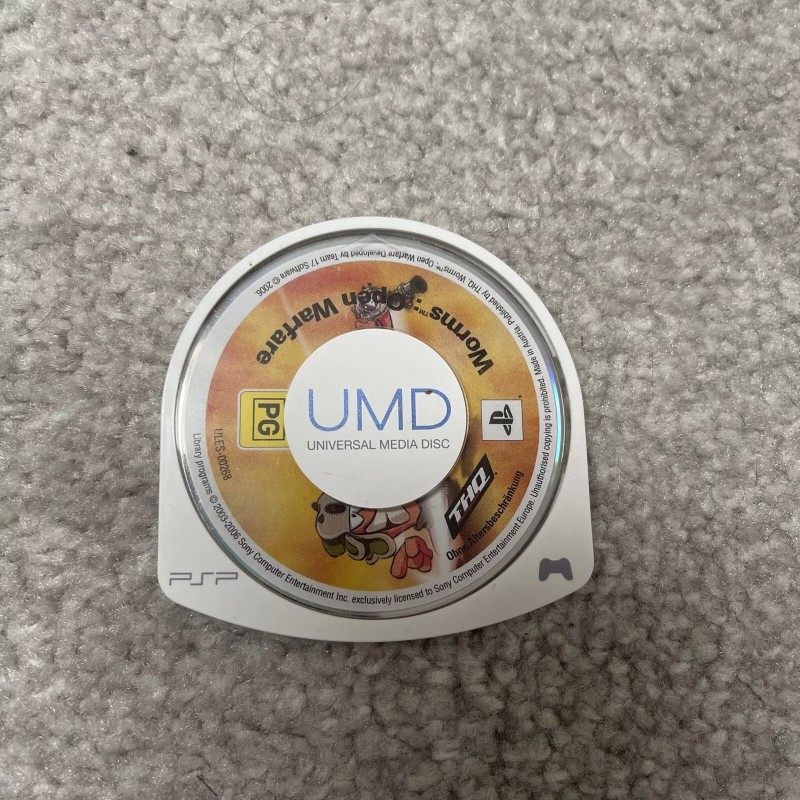 Worms™: Open Warfare
UMD
UNIVERSAL MEDIA DISC
PG
THQ
ULES-00268
Ohne Altersbeschränkung
PSP
Library programs © 2003-2006 Sony Computer Entertainment Inc. exclusively licensed to Sony Computer Entertainment Europe. Unauthorised copying is prohibited. Made in Austria. Published by THQ. Worms™: Open Warfare Developed by Team 17 Software © 2006